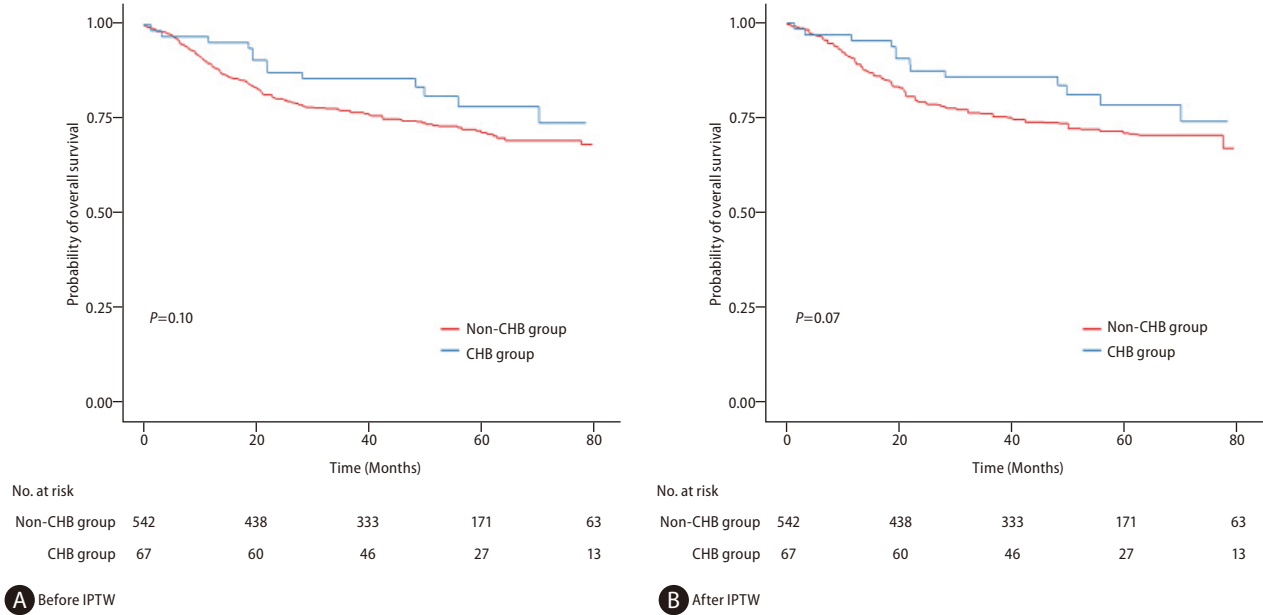 1.00
0.75
0.50
0.25
0.00
Probability of overall survival
P=0.10
Non-CHB group
CHB group
0 20 40 60 80
Time (Months)
No. at risk
Non-CHB group 542 438 333 171 63
CHB group 67 60 46 27 13
A Before IPTW
1.00
0.75
0.50
0.25
0.00
Probability of overall survival
P=0.07
Non-CHB group
CHB group
0 20 40 60 80
Time (Months)
No. at risk
Non-CHB group 542 438 333 171 63
CHB group 67 60 46 27 13
B After IPTW